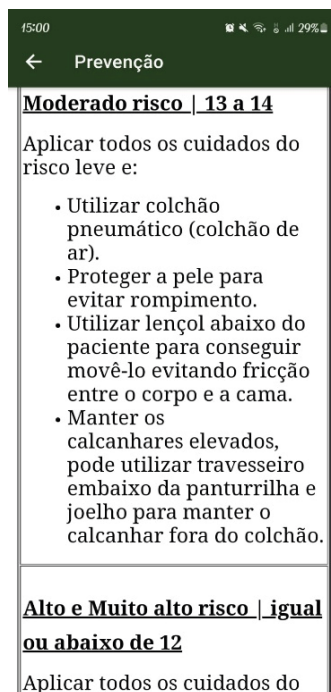 15:00 29%
← Prevenção
Moderado risco | 13 a 14
Aplicar todos os cuidados do
risco leve e:
• Utilizar colchão
pneumático (colchão de
ar).
• Proteger a pele para
evitar rompimento.
• Utilizar lençol abaixo do
paciente para conseguir
movê-lo evitando fricção
entre o corpo e a cama.
• Manter os
calcanhares elevados,
pode utilizar travesseiro
embaixo da panturrilha e
joelho para manter o
calcanhar fora do colchão.
Alto e Muito alto risco | igual
ou abaixo de 12
Aplicar todos os cuidados do